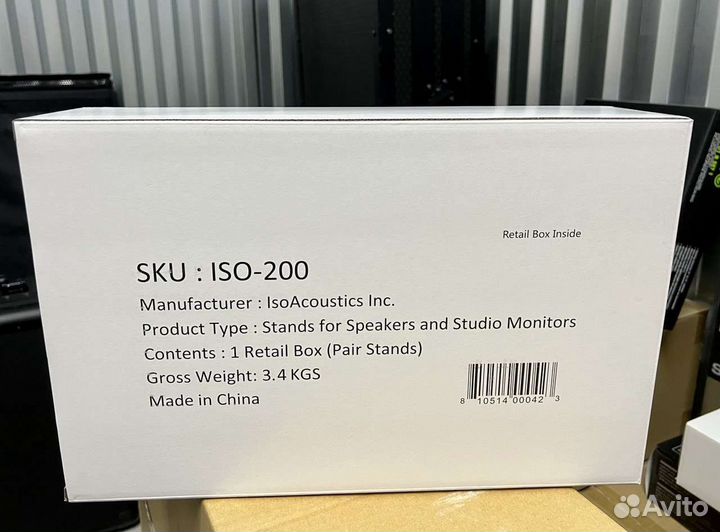 Retail Box Inside
SKU : ISO-200
Manufacturer : IsoAcoustics Inc.
Product Type : Stands for Speakers and Studio Monitors
Contents : 1 Retail Box (Pair Stands)
Gross Weight: 3.4 KGS
Made in China
8 10514 00042 3
Avito